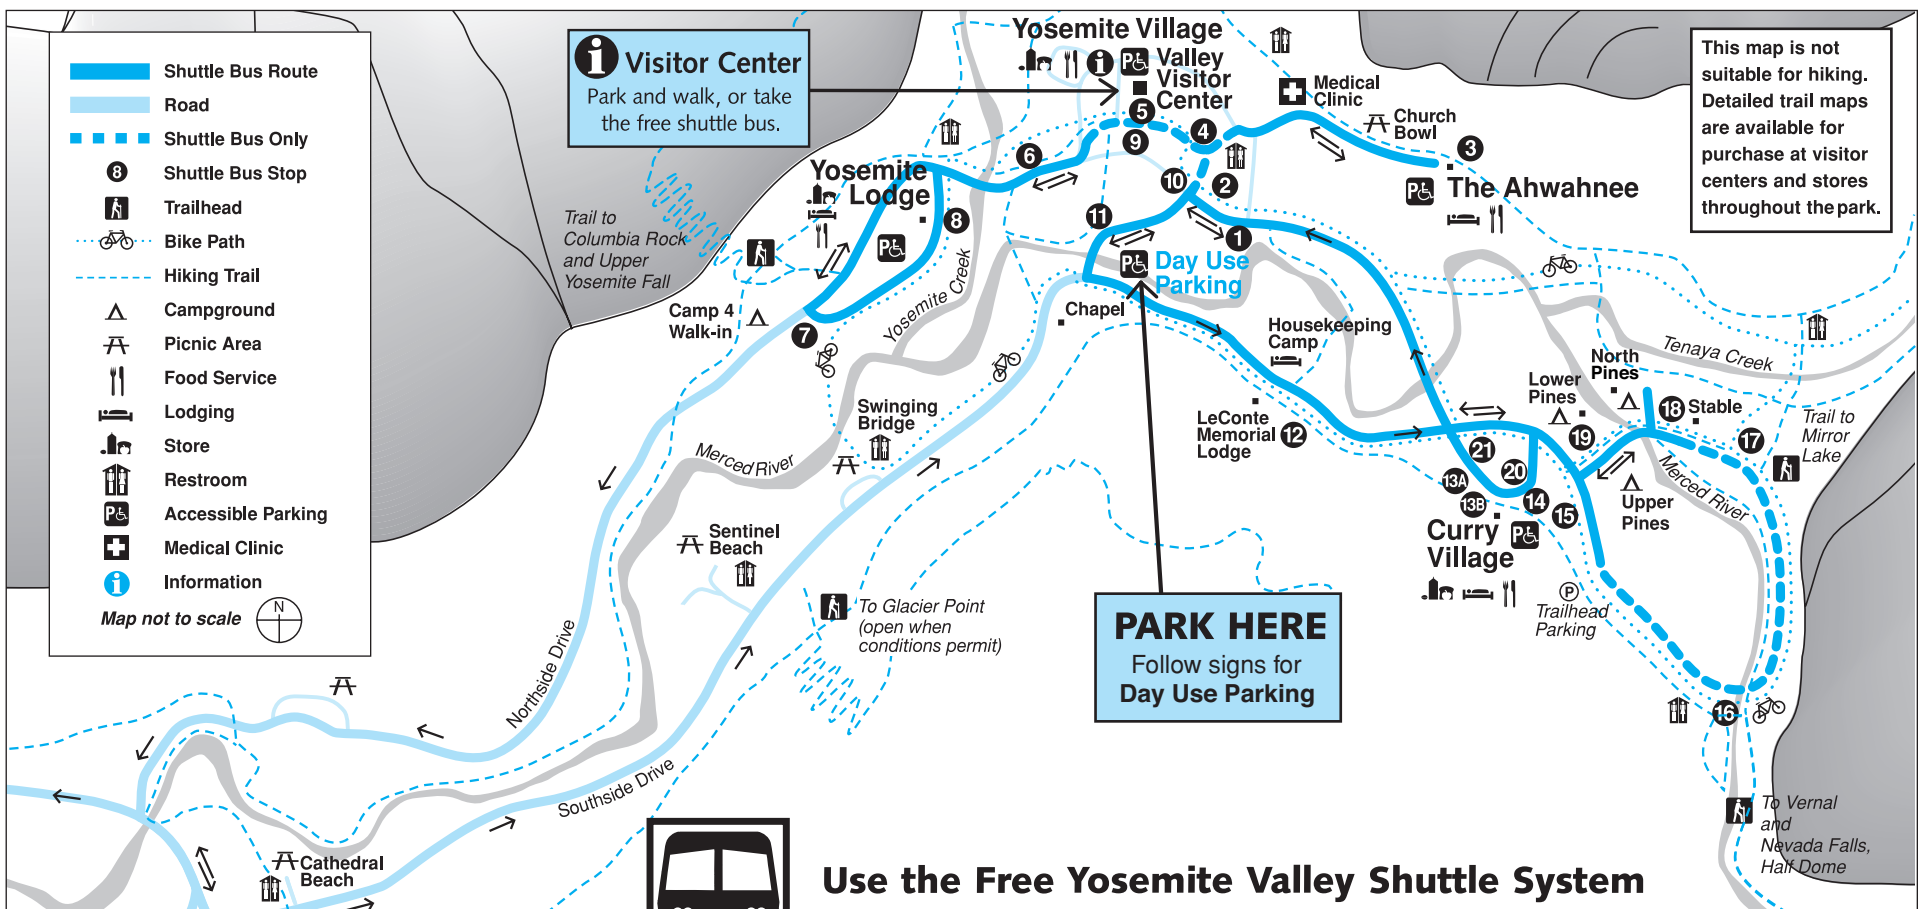 Shuttle Bus Route
Road
Shuttle Bus Only
8 Shuttle Bus Stop
Trailhead
Bike Path
Hiking Trail
Campground
Picnic Area
Food Service
Lodging
Store
Restroom
P Accessible Parking
Medical Clinic
i Information
Map not to scale
N
i Visitor Center
Park and walk, or take
the free shuttle bus.
Yosemite Village
i P
Valley
Visitor
Center
Medical
Clinic
Church
Bowl
This map is not
suitable for hiking.
Detailed trail maps
are available for
purchase at visitor
centers and stores
throughout the park.
5
9
4
6
10
2
3
P The Ahwahnee
Yosemite
Lodge
8
P
11
1
Trail to
Columbia Rock
and Upper
Yosemite Fall
P Day Use
Parking
Camp 4
Walk-in
7
Yosemite Creek
Chapel
Housekeeping
Camp
LeConte
Memorial
Lodge
12
Swinging
Bridge
Merced River
Sentinel
Beach
North
Pines
Lower
Pines
Tenaya Creek
18 Stable
17
19
Trail to
Mirror
Lake
21
20
13A
13B
14
15
Upper
Pines
Merced River
Curry
Village
P
P
Trailhead
Parking
16
To Glacier Point
(open when
conditions permit)
PARK HERE
Follow signs for
Day Use Parking
Northside Drive
Southside Drive
Cathedral
Beach
To Vernal
and
Nevada Falls,
Half Dome
Use the Free Yosemite Valley Shuttle System